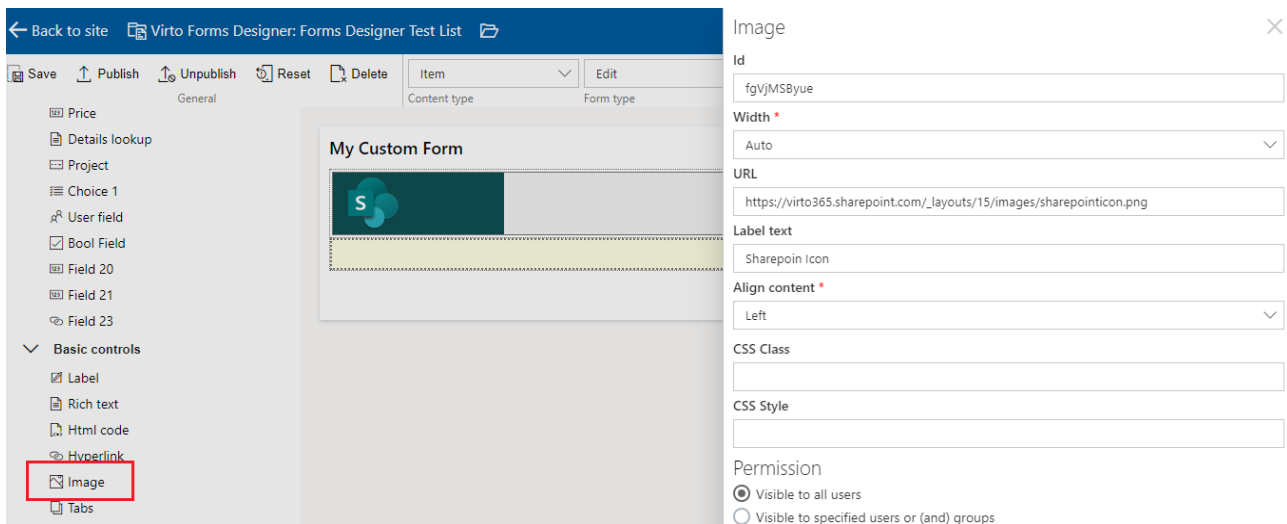 Back to site Virto Forms Designer: Forms Designer Test List
Save Publish Unpublish Reset Delete Item Edit
General Content type Form type
Price
Details lookup
Project
Choice 1
User field
Bool Field
Field 20
Field 21
Field 23
Basic controls
Label
Rich text
Html code
Hyperlink
Image
Tabs
My Custom Form
S
Image
Id
fgVjMSByue
Width *
Auto
URL
https://virto365.sharepoint.com/_layouts/15/images/sharepointicon.png
Label text
Sharepoin Icon
Align content *
Left
CSS Class
CSS Style
Permission
Visible to all users
Visible to specified users or (and) groups